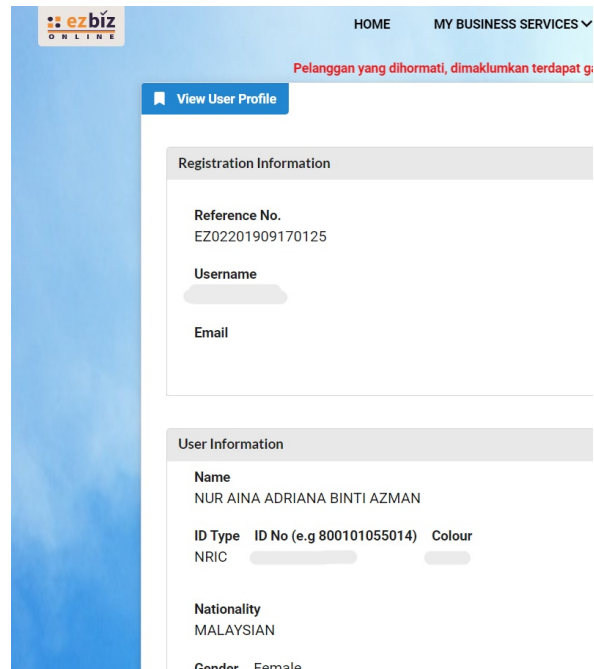 ezbiz
ONLINE
HOME MY BUSINESS SERVICES
Pelanggan yang dihormati, dimaklumkan terdapat
View User Profile
Registration Information
Reference No.
EZ02201909170125
Username
Email
User Information
Name
NUR AINA ADRIANA BINTI AZMAN
ID Type ID No (e.g 800101055014) Colour
NRIC
Nationality
MALAYSIAN
Gender Female